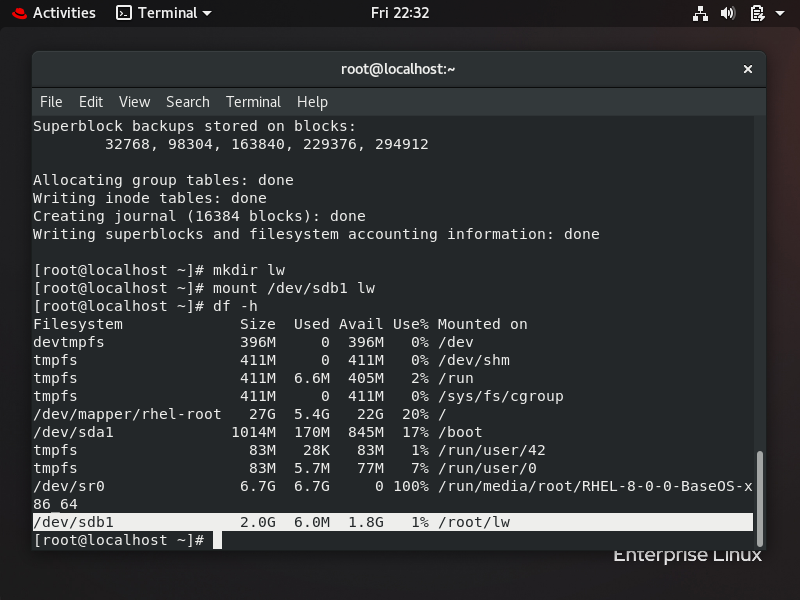 Activities Terminal Fri 22:32
root@localhost:~ ×
File Edit View Search Terminal Help
Superblock backups stored on blocks:
32768, 98304, 163840, 229376, 294912
Allocating group tables: done
Writing inode tables: done
Creating journal (16384 blocks): done
Writing superblocks and filesystem accounting information: done
[root@localhost ~]# mkdir lw
[root@localhost ~]# mount /dev/sdb1 lw
[root@localhost ~]# df -h
Filesystem Size Used Avail Use% Mounted on
devtmpfs 396M 0 396M 0% /dev
tmpfs 411M 0 411M 0% /dev/shm
tmpfs 411M 6.6M 405M 2% /run
tmpfs 411M 0 411M 0% /sys/fs/cgroup
/dev/mapper/rhel-root 27G 5.4G 22G 20% /
/dev/sda1 1014M 170M 845M 17% /boot
tmpfs 83M 28K 83M 1% /run/user/42
tmpfs 83M 5.7M 77M 7% /run/user/0
/dev/sr0 6.7G 6.7G 0 100% /run/media/root/RHEL-8-0-0-BaseOS-x
86_64
/dev/sdb1 2.0G 6.0M 1.8G 1% /root/lw
[root@localhost ~]#
Enterprise Linux